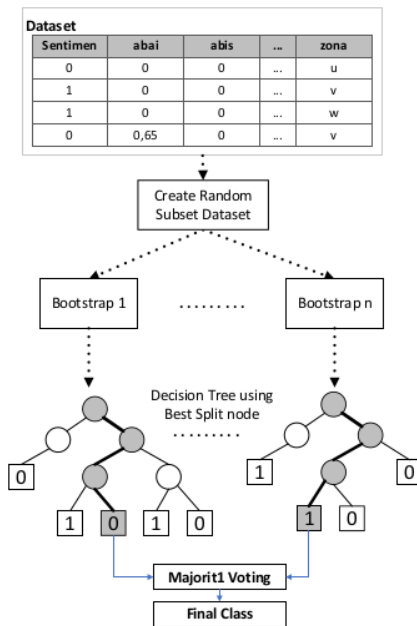 Dataset
Sentimen abai abis ... zona
0 0 0 ... u
1 0 0 ... v
1 0 0 ... w
0 0,65 0 ... v
Create Random
Subset Dataset
Bootstrap 1 ......... Bootstrap n
Decision Tree using
Best Split node
.........
0 1 0 1 0
1 1 0 0
Majorit1 Voting
Final Class